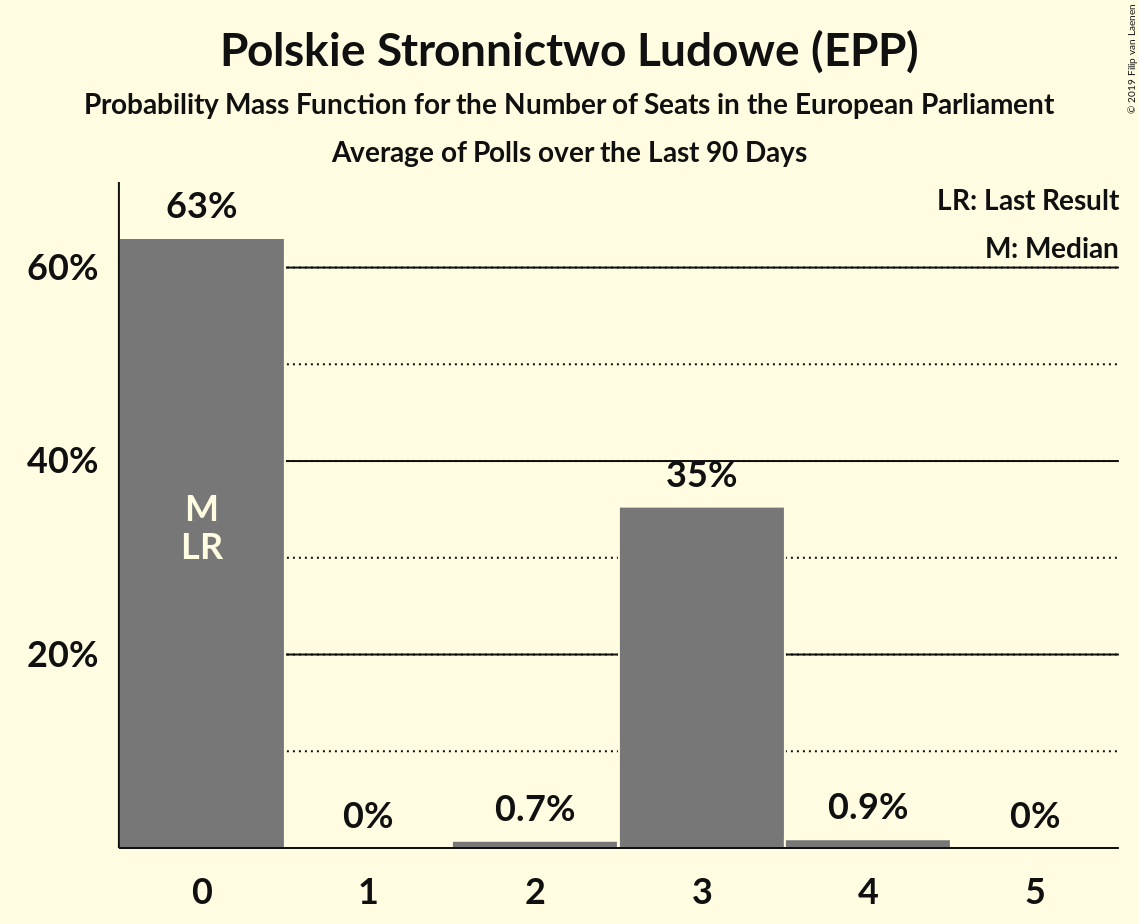 Polskie Stronnictwo Ludowe (EPP)
Probability Mass Function for the Number of Seats in the European Parliament
Average of Polls over the Last 90 Days
© 2019 Filip van Laenen
LR: Last Result
M: Median
63%
60%
40%
35%
M
LR
20%
0%
0.7%
0.9%
0%
0 1 2 3 4 5